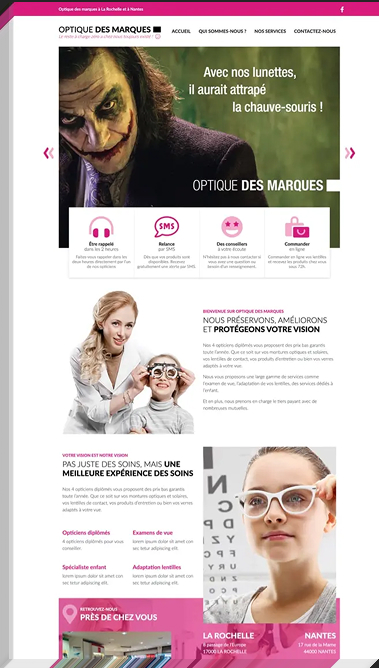 Optique des marques à La Rochelle et à Nantes
OPTIQUE DES MARQUES
ACCUEIL QUI SOMMES-NOUS ? NOS SERVICES CONTACTEZ-NOUS
Avec nos lunettes,
il aurait attrapé
la chauve-souris !
OPTIQUE DES MARQUES
Être rappelé
dans les 2 heures
Faites-vous rappeler dans les
deux heures directement par l'un
de nos opticiens
SMS
Relance
par SMS
Dès que vos produits sont
disponibles. Recevez
gratuitement une alerte par SMS.
Des conseillers
à votre écoute
N'hésitez pas à nous contacter si
vous avez une question ou
besoin d'un renseignement.
Commander
en ligne
Commander en ligne vos lentilles
et recevez les produits chez vous
sous 72h.
BIENVENUE SUR OPTIQUE DES MARQUES
NOUS PRÉSERVONS, AMÉLIORONS
ET PROTÉGEONS VOTRE VISION
Nos 4 opticiens diplômés vous proposent des prix bas garantis
toute l'année. Que ce soit sur vos montures optiques et solaires,
vos lentilles de contact, vos produits d'entretien ou bien vos verres
adaptés à votre vue.
Nous vous proposons une large gamme de services comme
l'examen de vue, l'adaptation de vos lentilles, des services dédiés à
l'enfant.
Et en plus, nous prenons en charge le tiers payant avec de
nombreuses mutuelles.
VOTRE VISION EST NOTRE VISION
PAS JUSTE DES SOINS, MAIS UNE
MEILLEURE EXPÉRIENCE DES SOINS
Nos 4 opticiens diplômés vous proposent des prix bas garantis
toute l'année. Que ce soit sur vos montures optiques et solaires,
vos lentilles de contact, vos produits d'entretien ou bien vos verres
adaptés à votre vue.
Opticiens diplômés
4 opticiens diplômés pour vous
conseiller.
Examens de vue
lorem ipsum dolor sit amet con
sec tetur adipiscing elit.
Spécialiste enfant
lorem ipsum dolor sit amet con
sec tetur adipiscing elit.
Adaptation lentilles
lorem ipsum dolor sit amet con
sec tetur adipiscing elit.
RETROUVEZ-NOUS
PRÈS DE CHEZ VOUS
LA ROCHELLE
8 passage de l'Europe
17000 LA ROCHELLE
NANTES
17 rue de la Marne
44000 NANTES